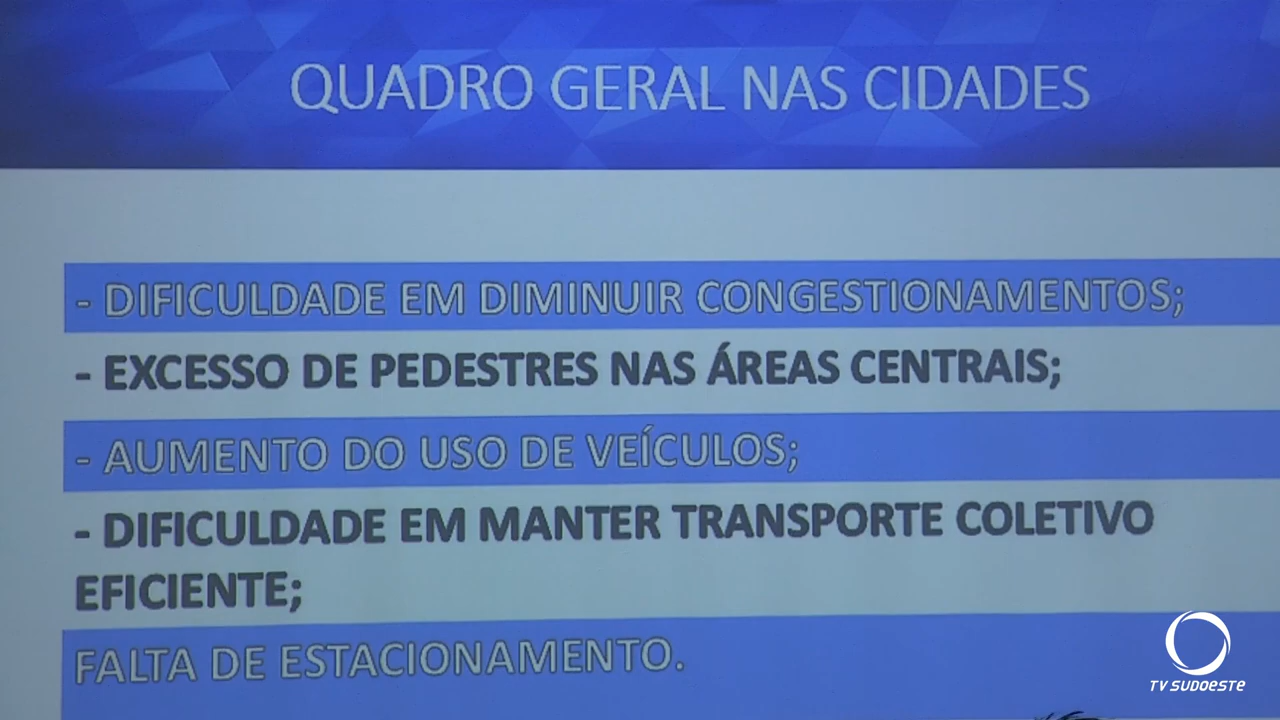 QUADRO GERAL NAS CIDADES
- DIFICULDADE EM DIMINUIR CONGESTIONAMENTOS;
- EXCESSO DE PEDESTRES NAS ÁREAS CENTRAIS;
- AUMENTO DO USO DE VEÍCULOS;
- DIFICULDADE EM MANTER TRANSPORTE COLETIVO
EFICIENTE;
FALTA DE ESTACIONAMENTO.
TV SUDOESTE